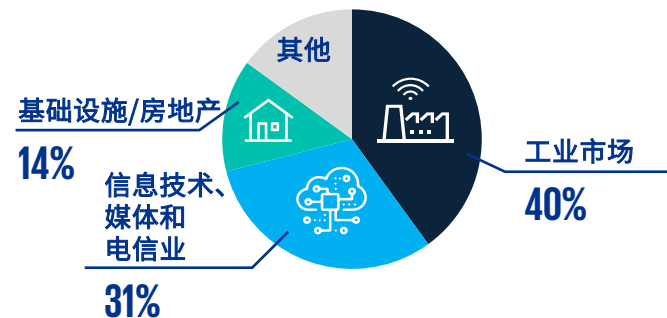 其他
基础设施/房地产
14%
信息技术、
媒体和
电信业
31%
工业市场
40%